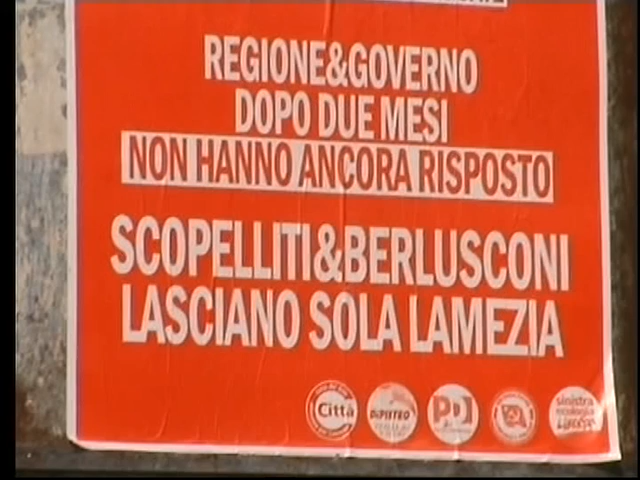 REGIONE&GOVERNO
DOPO DUE MESI
NON HANNO ANCORA RISPOSTO
SCOPELLITI&BERLUSCONI
LASCIANO SOLA LAMEZIA
Città
DI PIETRO
PD
sinistra
ecologia